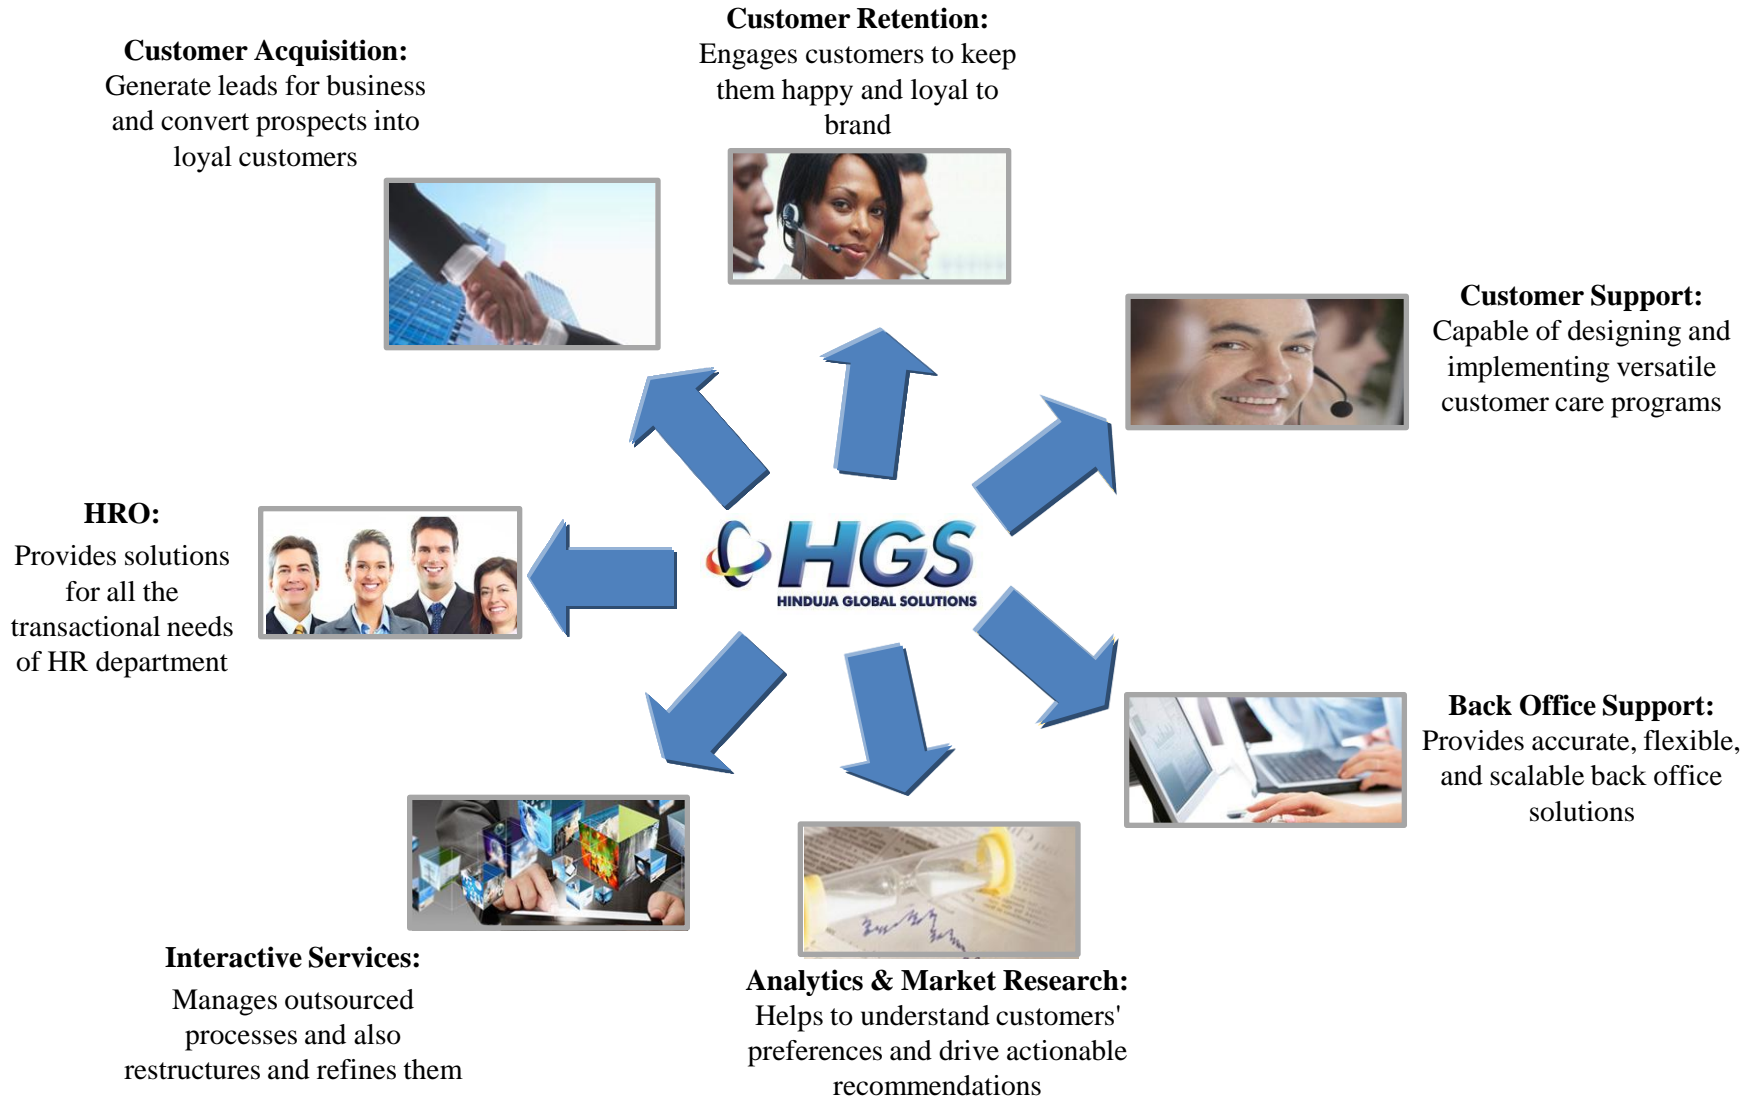 Customer Acquisition:
Generate leads for business
and convert prospects into
loyal customers
Customer Retention:
Engages customers to keep
them happy and loyal to
brand
Customer Support:
Capable of designing and
implementing versatile
customer care programs
HRO:
Provides solutions
for all the
transactional needs
of HR department
HGS
HINDUJA GLOBAL SOLUTIONS
Back Office Support:
Provides accurate, flexible,
and scalable back office
solutions
Interactive Services:
Manages outsourced
processes and also
restructures and refines them
Analytics & Market Research:
Helps to understand customers'
preferences and drive actionable
recommendations